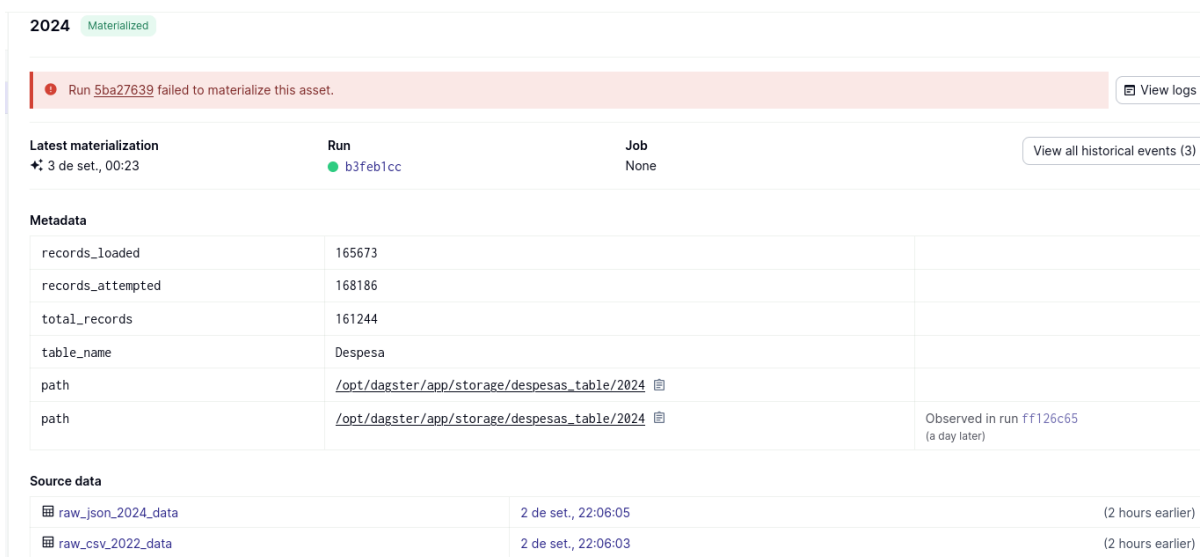 2024 Materialized
Run 5ba27639 failed to materialize this asset.
View logs
Latest materialization Run Job
3 de set., 00:23 b3feb1cc None
View all historical events (3)
Metadata
records_loaded 165673
records_attempted 168186
total_records 161244
table_name Despesa
path /opt/dagster/app/storage/despesas_table/2024
path /opt/dagster/app/storage/despesas_table/2024 Observed in run ff126c65
(a day later)
Source data
raw_json_2024_data 2 de set., 22:06:05 (2 hours earlier)
raw_csv_2022_data 2 de set., 22:06:03 (2 hours earlier)